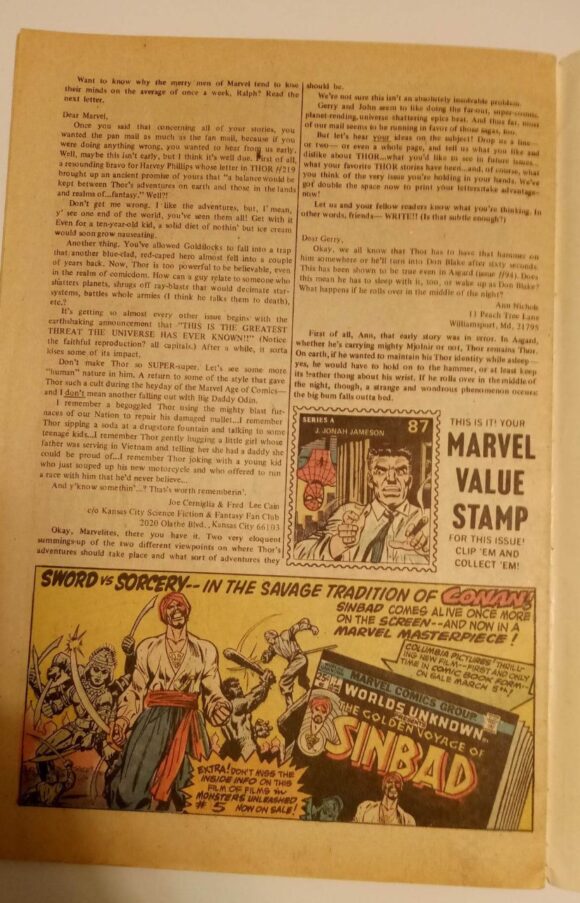 Want to know why the merry men of Marvel tend to lose
their minds on the average of once a week, Ralph? Read the
next letter.
Dear Marvel,
Once you said that concerning all of your stories, you
wanted the pan mail as much as the fan mail, because if you
were doing anything wrong, you wanted to hear from us early.
Well, maybe this isn't early, but I think it's well due. First of all,
a resounding bravo for Harvey Phillips whose letter in THOR #219
brought up an ancient promise of yours that "a balance would be
kept between Thor's adventures on earth and those in the lands
and realms of...fantasy." Well?!
Don't get me wrong, I like the adventures, but, I mean,
y' see one end of the world, you've seen them all! Get with it
Even for a ten-year-old kid, a solid diet of nothin' but ice cream
would soon grow nauseating.
Another thing. You've allowed Goldilocks to fall into a trap
that another blue-clad, red-caped hero almost fell into a couple
of years back. Now, Thor is too powerful to be believable, even
in the realm of comicdom. How can a guy relate to someone who
shatters planets, shrugs off ray-blasts that would decimate star-
systems, battles whole armies (I think he talks them to death),
etc.?
It's getting so almost every other issue begins with the
earthshaking announcement that "THIS IS THE GREATEST
THREAT THE UNIVERSE HAS EVER KNOWN!!" (Notice
the faithful reproduction? all capitals.) After a while, it sorta
loses some of its impact.
Don't make Thor so SUPER-super. Let's see some more
"human" nature in him. A return to some of the style that gave
Thor such a cult during the heyday of Marvel Age of Comics—
and I don't mean another falling out with Big Daddy Odin.
I remember a begoggled Thor using the mighty blast fur-
naces of our Nation to repair his damaged mallet...I remember
Thor sipping a soda at a drugstore fountain and talking to some
teenage kids...I remember Thor gently hugging a little girl whose
father was serving in Vietnam and telling her she had a daddy she
could be proud of...I remember Thor joking with a young kid
who just souped up his new motorcycle and who offered to run
a race with him that he'd never believe...
And y'know somethin'...? Thas's worth rememberin'.
Joe Cerniglia & Fred Lee Cain
c/o Kansas City Science Fiction & Fantasy Fan Club
2020 Olathe Blvd., Kansas City 66103
Okay, Marvelites, there you have it. Two very eloquent
summings-up of the two different viewpoints on where Thor's
adventures should take place and what sort of adventures they
should be.
We're not sure this isn't an absolutely insolvable problem.
Gerry and John seem to like doing the far-out, super-cosmic,
planet-rending, universe shattering epics best. And thus far, most
of our mail seems to be running in favor of those sagas, too.
But let's hear your ideas on the subject! Drop us a line—
or two— or even a whole page, and tell us what you like and
dislike about THOR...what you'd like to see in future issues...
what your favorite THOR stories have been...and, of course, what
you think of the very issue you're holding in your hands. We've
got double the space now to print your letters; take advantage—
now!
Let us and your fellow readers know what you're thinking. In
other words, friends— WRITE!!! (Is that subtle enough?)
Dear Gerry,
Okay, we all know that Thor has to have that hammer on
him somewhere or he'll turn into Don Blake after sixty seconds.
This has been shown to be true even in Asgard (issue #94). Does
this mean he has to sleep with it, too, or wake up as Don Blake?
What happens if he rolls over in the middle of the night?
Ann Nichols
11 Peach Tree Lane
Williamsport, Md. 21795
First of all, Ann, that early story was in error. In Asgard,
whether he's carrying mighty Mjolnir or not, Thor remains Thor.
On earth, if he wanted to maintain his Thor identity while asleep—
yes, he would have to hold on to the hammer, or at least keep
its leather thong about his wrist. If he rolls over in the middle of
the night, though, a strange and wondrous phenomenon occurs:
the big bum falls outta bed.
SERIES A
J. JONAH JAMESON 87
THIS IS IT! YOUR
MARVEL
VALUE
STAMP
FOR THIS ISSUE!
CLIP 'EM AND
COLLECT 'EM!
SWORD VS SORCERY-- IN THE SAVAGE TRADITION OF CONAN!
SINBAD COMES ALIVE ONCE MORE
ON THE SCREEN--AND NOW IN A
MARVEL MASTERPIECE!
COLUMBIA PICTURES' THRILL-
ING NEW FILM--FIRST AND ONLY
TIME IN COMIC BOOK FORM--
ON SALE MARCH 5TH!
MARVEL COMICS GROUP
WORLDS UNKNOWN
THE GOLDEN VOYAGE OF
SINBAD
EXTRA! DON'T MISS THE
INSIDE INFO ON THIS
FILM OF FILMS IN
MONSTERS UNLEASHED
#5 NOW ON SALE!